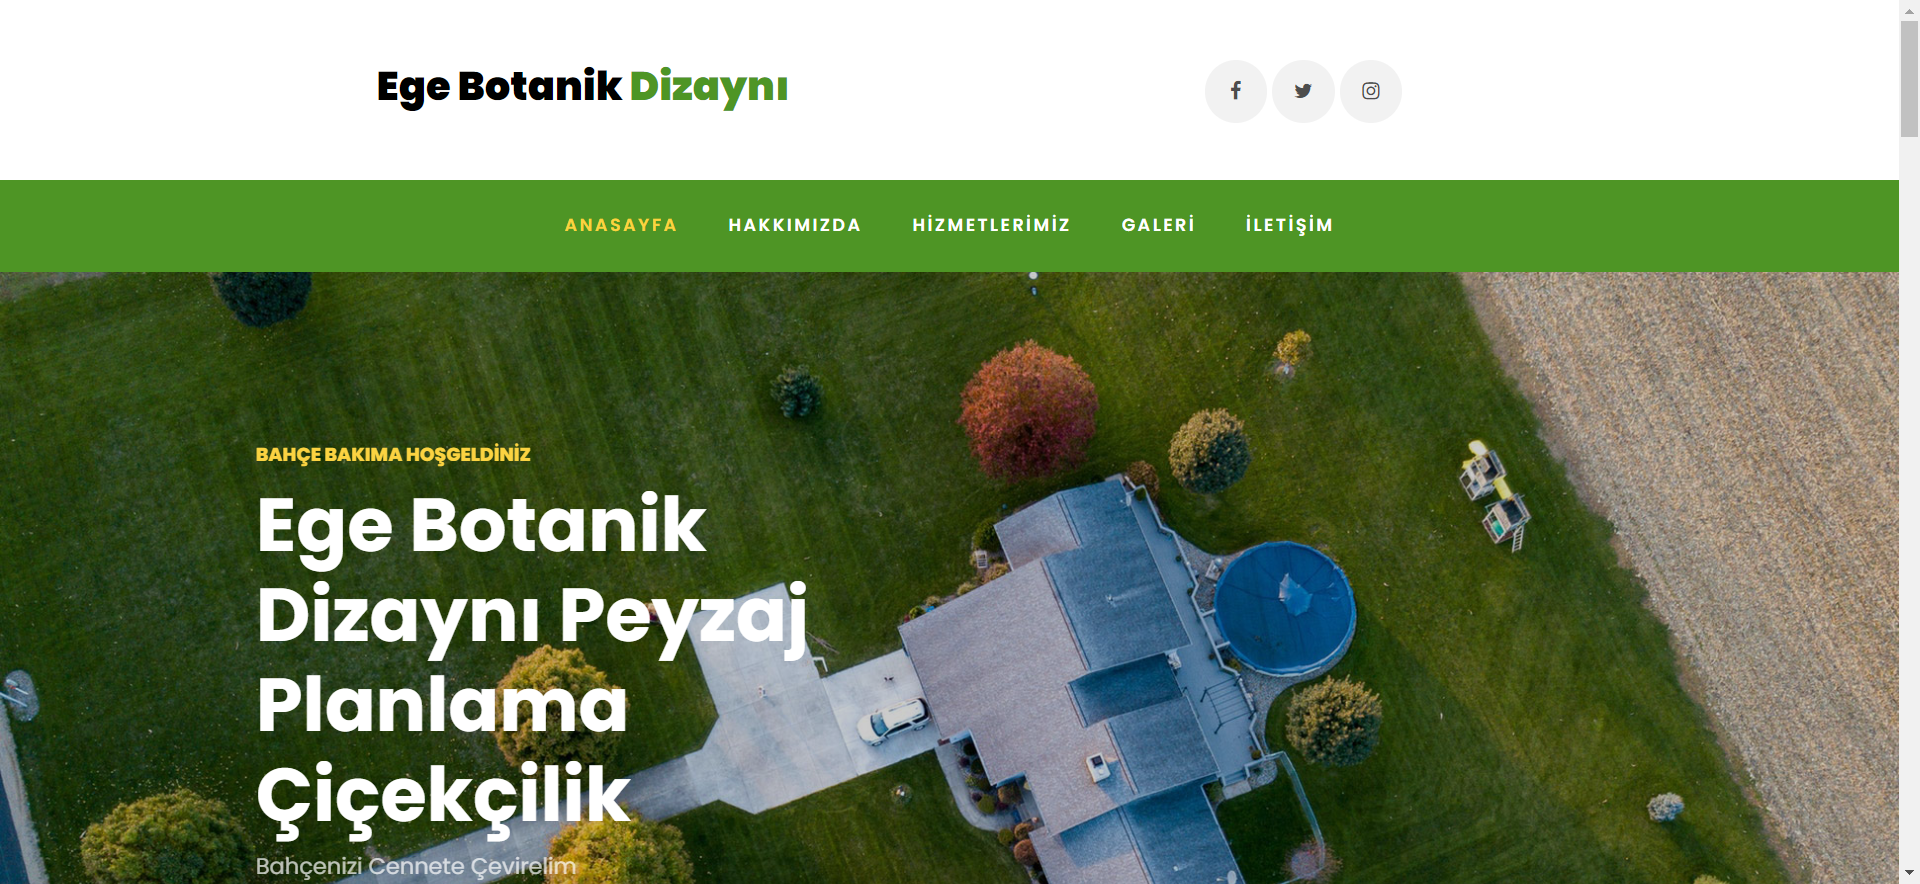 Ege Botanik Dizaynı
ANASAYFA HAKKIMIZDA HİZMETLERİMİZ GALERİ İLETİŞİM
BAHÇE BAKIMA HOŞGELDİNİZ
Ege Botanik
Dizaynı Peyzaj
Planlama
Çiçekçilik
Bahçenizi Cennete Çevirelim